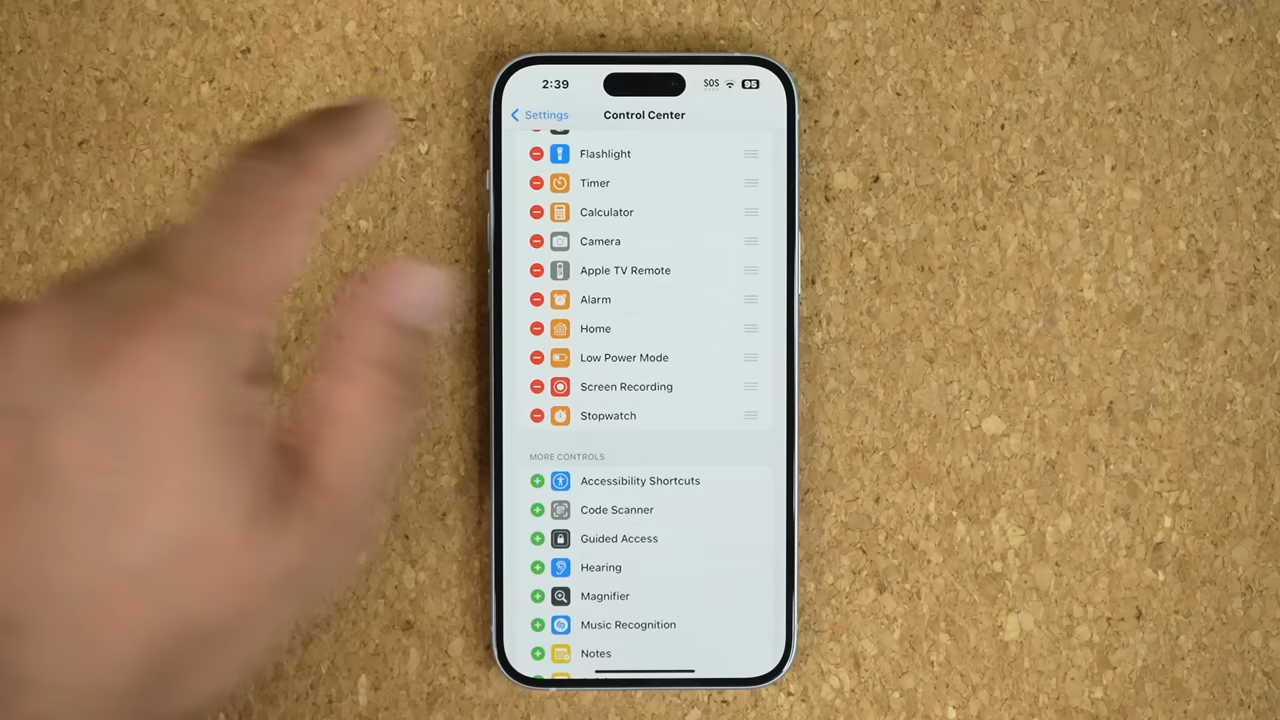 2:39
SOS
95
Settings
Control Center
Flashlight
Timer
Calculator
Camera
Apple TV Remote
Alarm
Home
Low Power Mode
Screen Recording
Stopwatch
MORE CONTROLS
Accessibility Shortcuts
Code Scanner
Guided Access
Hearing
Magnifier
Music Recognition
Notes